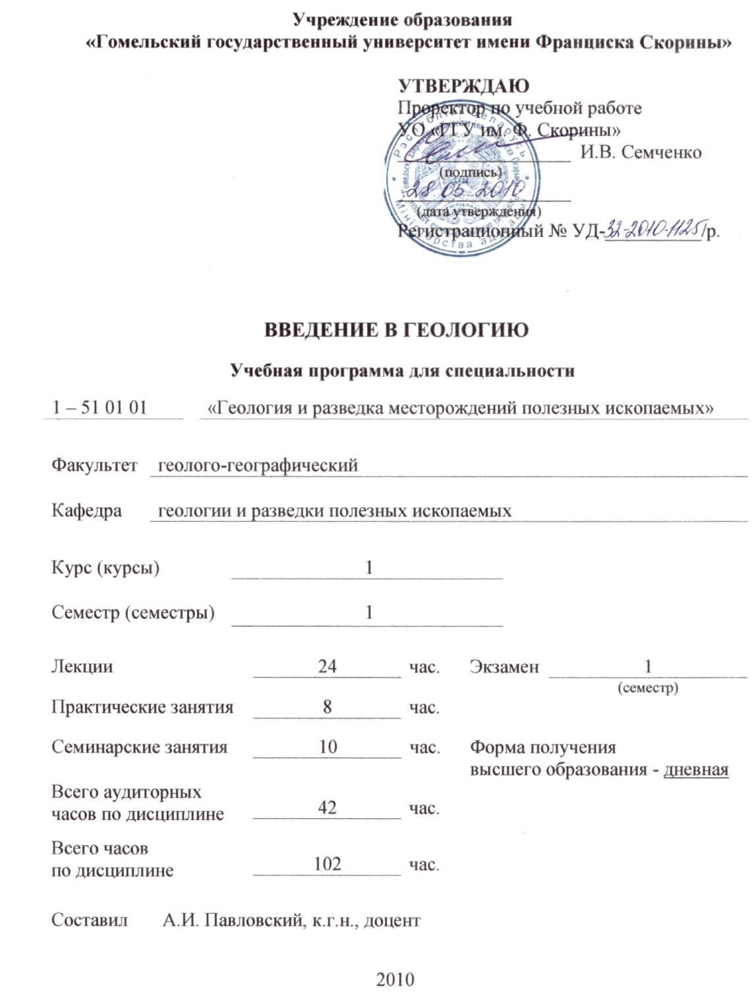 Учреждение образования
«Гомельский государственный университет имени Франциска Скорины»
УТВЕРЖДАЮ
Проректор по учебной работе
УО «ГГУ им. Ф. Скорины»
И.В. Семченко
(подпись)
28.05.2010
(дата утверждения)
Регистрационный № УД-32-2010-1125/р.
Рэспублікі Беларусь
Міністэрства адукацыі
ВВЕДЕНИЕ В ГЕОЛОГИЮ
Учебная программа для специальности
1 – 51 01 01 «Геология и разведка месторождений полезных ископаемых»
Факультет геолого-географический
Кафедра геологии и разведки полезных ископаемых
Курс (курсы) 1
Семестр (семестры) 1
Лекции 24 час. Экзамен 1
(семестр)
Практические занятия 8 час.
Семинарские занятия 10 час. Форма получения
высшего образования - дневная
Всего аудиторных
часов по дисциплине 42 час.
Всего часов
по дисциплине 102 час.
Составил А.И. Павловский, к.г.н., доцент
2010